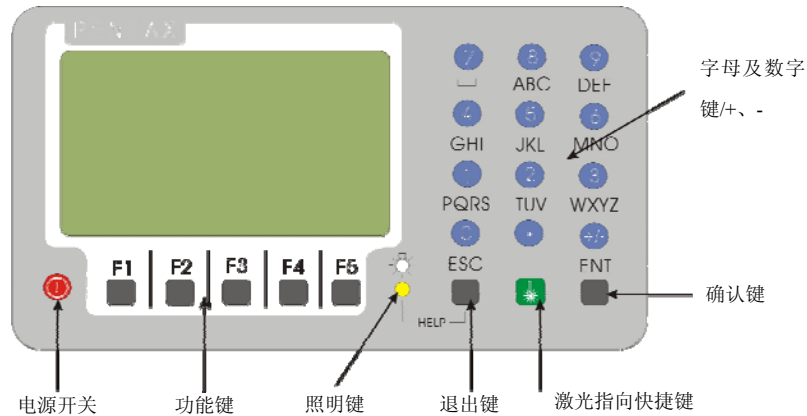 PENTAX
7 8 9
ABC DEF
4 5 6
GHI JKL MNO
1 2 3
PQRS TUV WXYZ
0 • +/-
F1 F2 F3 F4 F5
ESC FNT
HELP
字母及数字
键/+、-
确认键
电源开关 功能键 照明键 退出键 激光指向快捷键